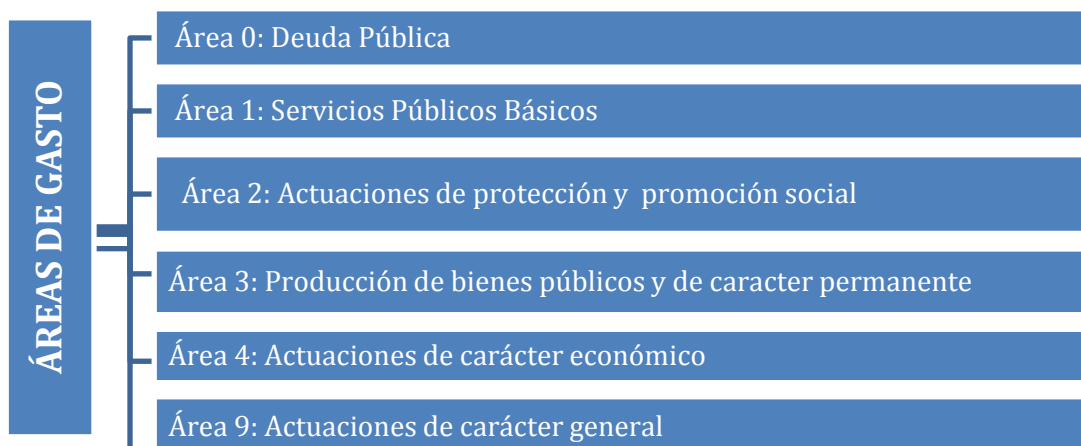 ÁREAS DE GASTO
Área 0: Deuda Pública
Área 1: Servicios Públicos Básicos
Área 2: Actuaciones de protección y promoción social
Área 3: Producción de bienes públicos y de caracter permanente
Área 4: Actuaciones de carácter económico
Área 9: Actuaciones de carácter general